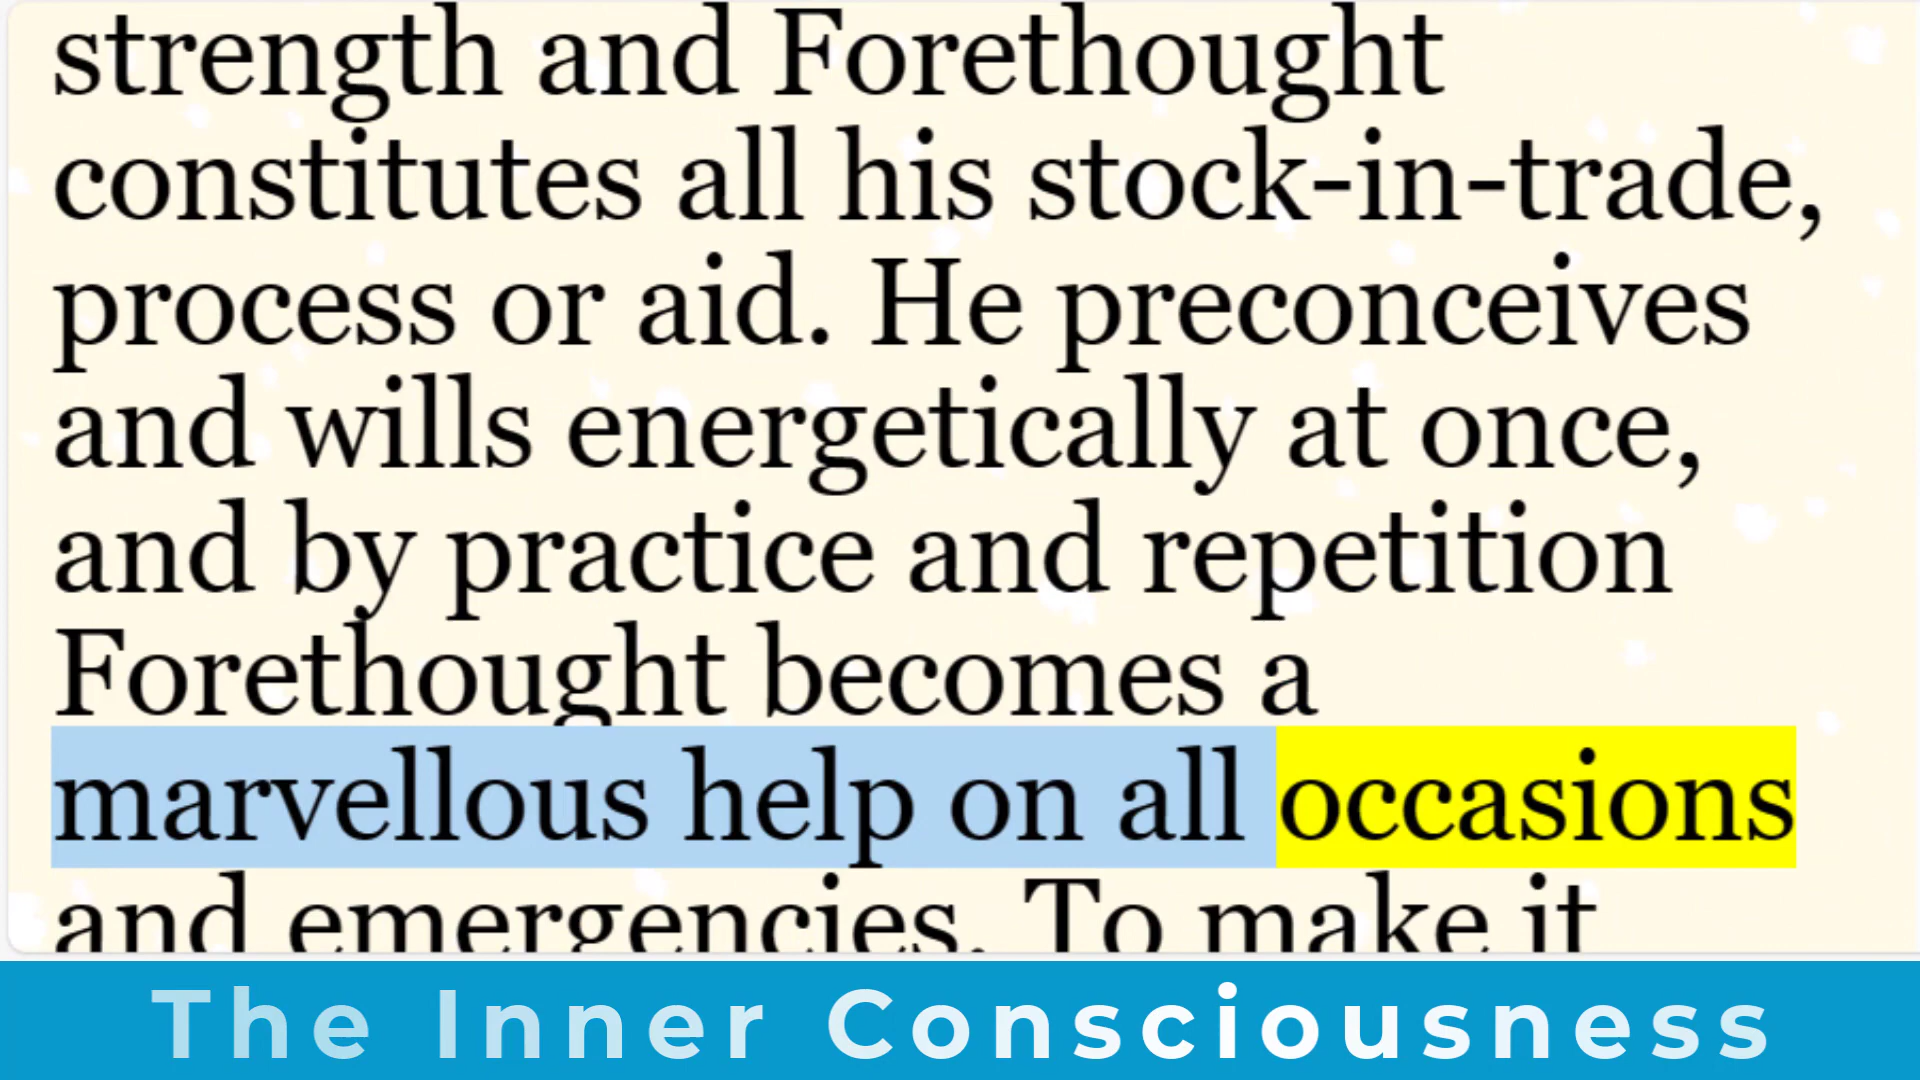 strength and Forethought
constitutes all his stock-in-trade,
process or aid. He preconceives
and wills energetically at once,
and by practice and repetition
Forethought becomes a
marvellous help on all occasions
and emergencies. To make it
The Inner Consciousness